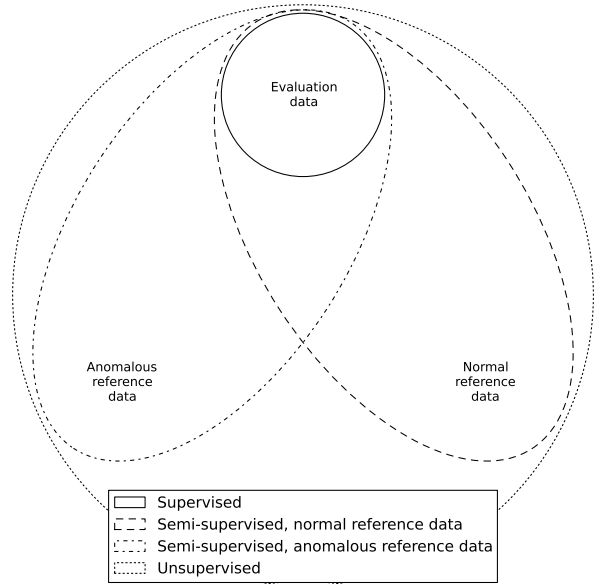 Evaluation
data
Anomalous
reference
data
Normal
reference
data
Supervised
Semi-supervised, normal reference data
Semi-supervised, anomalous reference data
Unsupervised